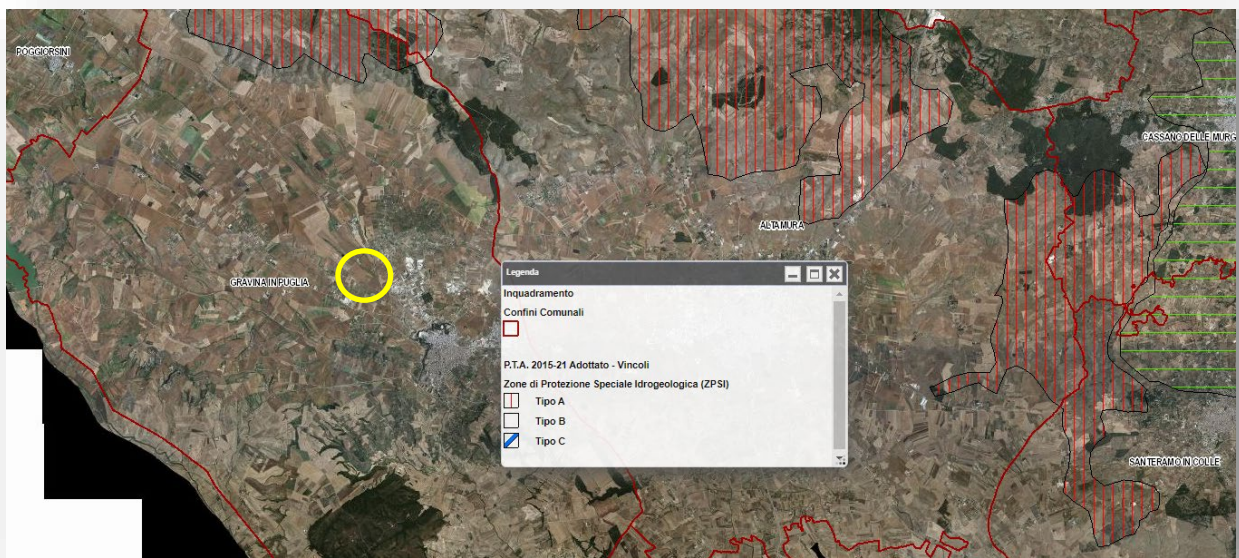 POGGIORSINI
CASSANO DELLE MURG
ALTAMURA
GRAVINA IN PUGLIA
Legenda
Inquadramento
Confini Comunali
P.T.A. 2015-21 Adottato - Vincoli
Zone di Protezione Speciale Idrogeologica (ZPSI)
Tipo A
Tipo B
Tipo C
SANTERAMO IN COLLE